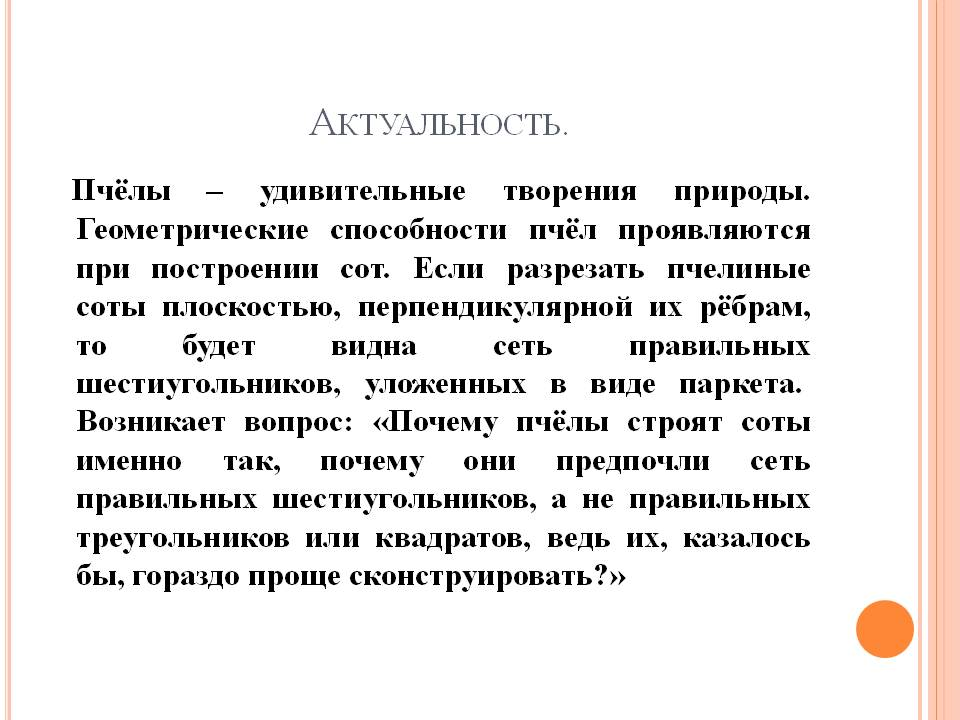 Актуальность.
Пчёлы – удивительные творения природы.
Геометрические способности пчёл проявляются
при построении сот. Если разрезать пчелиные
соты плоскостью, перпендикулярной их рёбрам,
то будет видна сеть правильных
шестиугольников, уложенных в виде паркета.
Возникает вопрос: «Почему пчёлы строят соты
именно так, почему они предпочли сеть
правильных шестиугольников, а не правильных
треугольников или квадратов, ведь их, казалось
бы, гораздо проще сконструировать?»